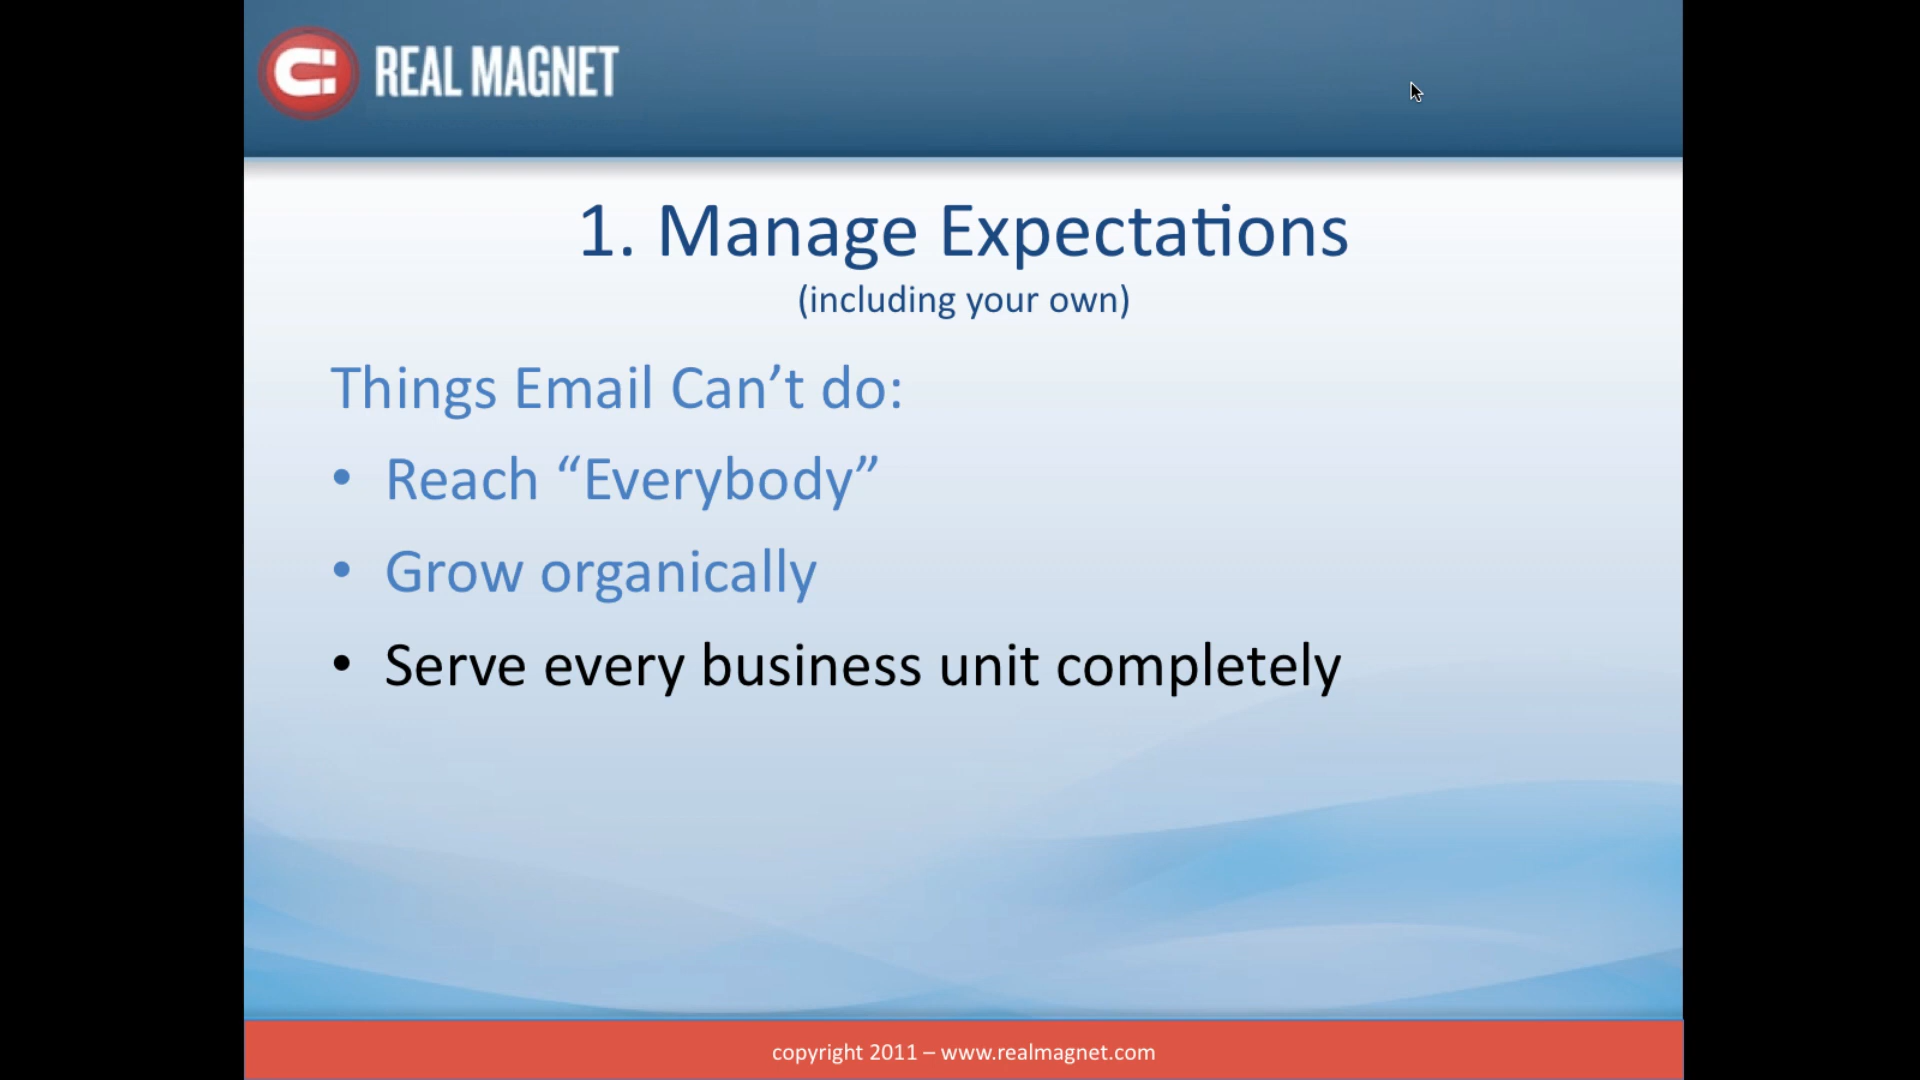 REAL MAGNET
1. Manage Expectations
(including your own)
Things Email Can’t do:
• Reach “Everybody”
• Grow organically
• Serve every business unit completely
copyright 2011 – www.realmagnet.com